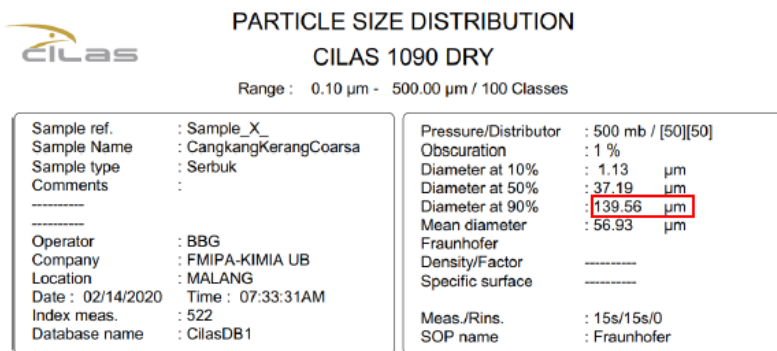 cilas
PARTICLE SIZE DISTRIBUTION
CILAS 1090 DRY
Range : 0.10 µm - 500.00 µm / 100 Classes
Sample ref. : Sample_X_
Sample Name : CangkangKerangCoarsa
Sample type : Serbuk
Comments :
----------
----------
Operator : BBG
Company : FMIPA-KIMIA UB
Location : MALANG
Date : 02/14/2020 Time : 07:33:31AM
Index meas. : 522
Database name : CilasDB1
Pressure/Distributor : 500 mb / [50][50]
Obscuration : 1 %
Diameter at 10% : 1.13 µm
Diameter at 50% : 37.19 µm
Diameter at 90% : 139.56 µm
Mean diameter : 56.93 µm
Fraunhofer
Density/Factor ----------
Specific surface ----------
Meas./Rins. : 15s/15s/0
SOP name : Fraunhofer